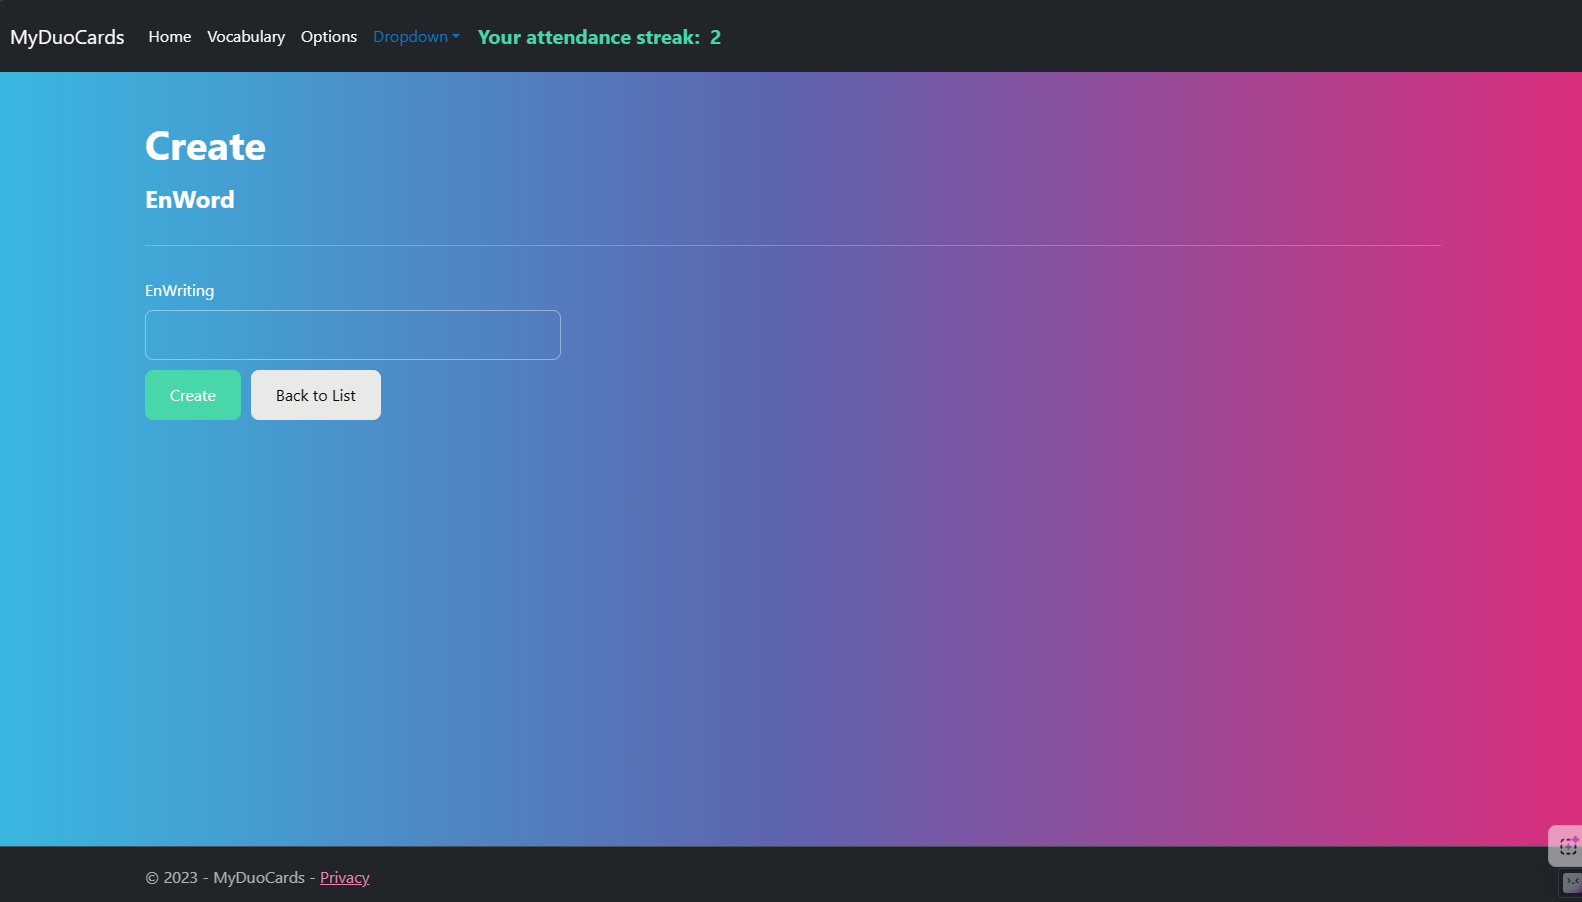 MyDuoCards Home Vocabulary Options Dropdown Your attendance streak: 2
Create
EnWord
EnWriting
Create Back to List
© 2023 - MyDuoCards - Privacy